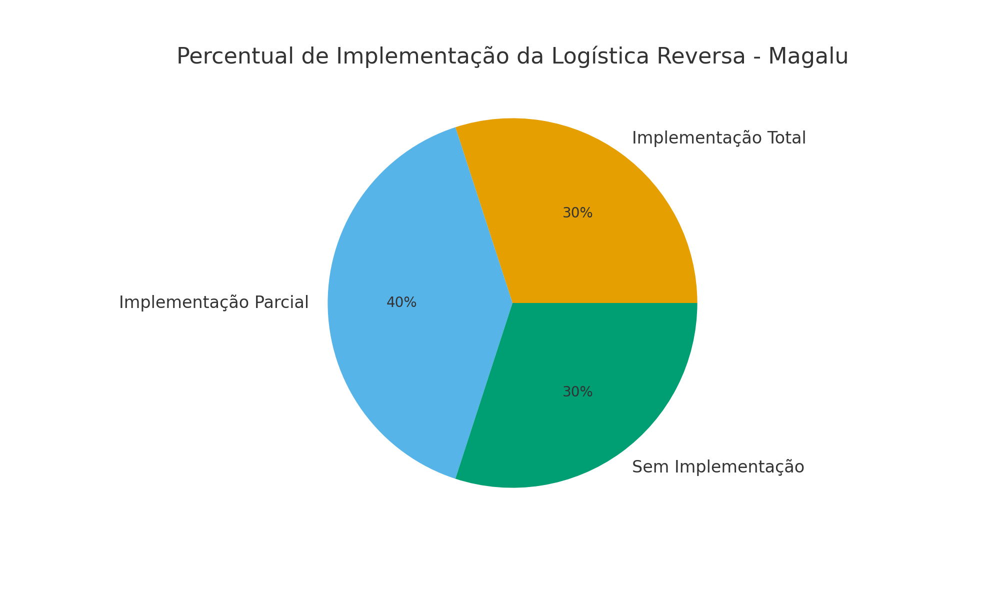 Percentual de Implementação da Logística Reversa - Magalu
Implementação Total
30%
Implementação Parcial
40%
30%
Sem Implementação